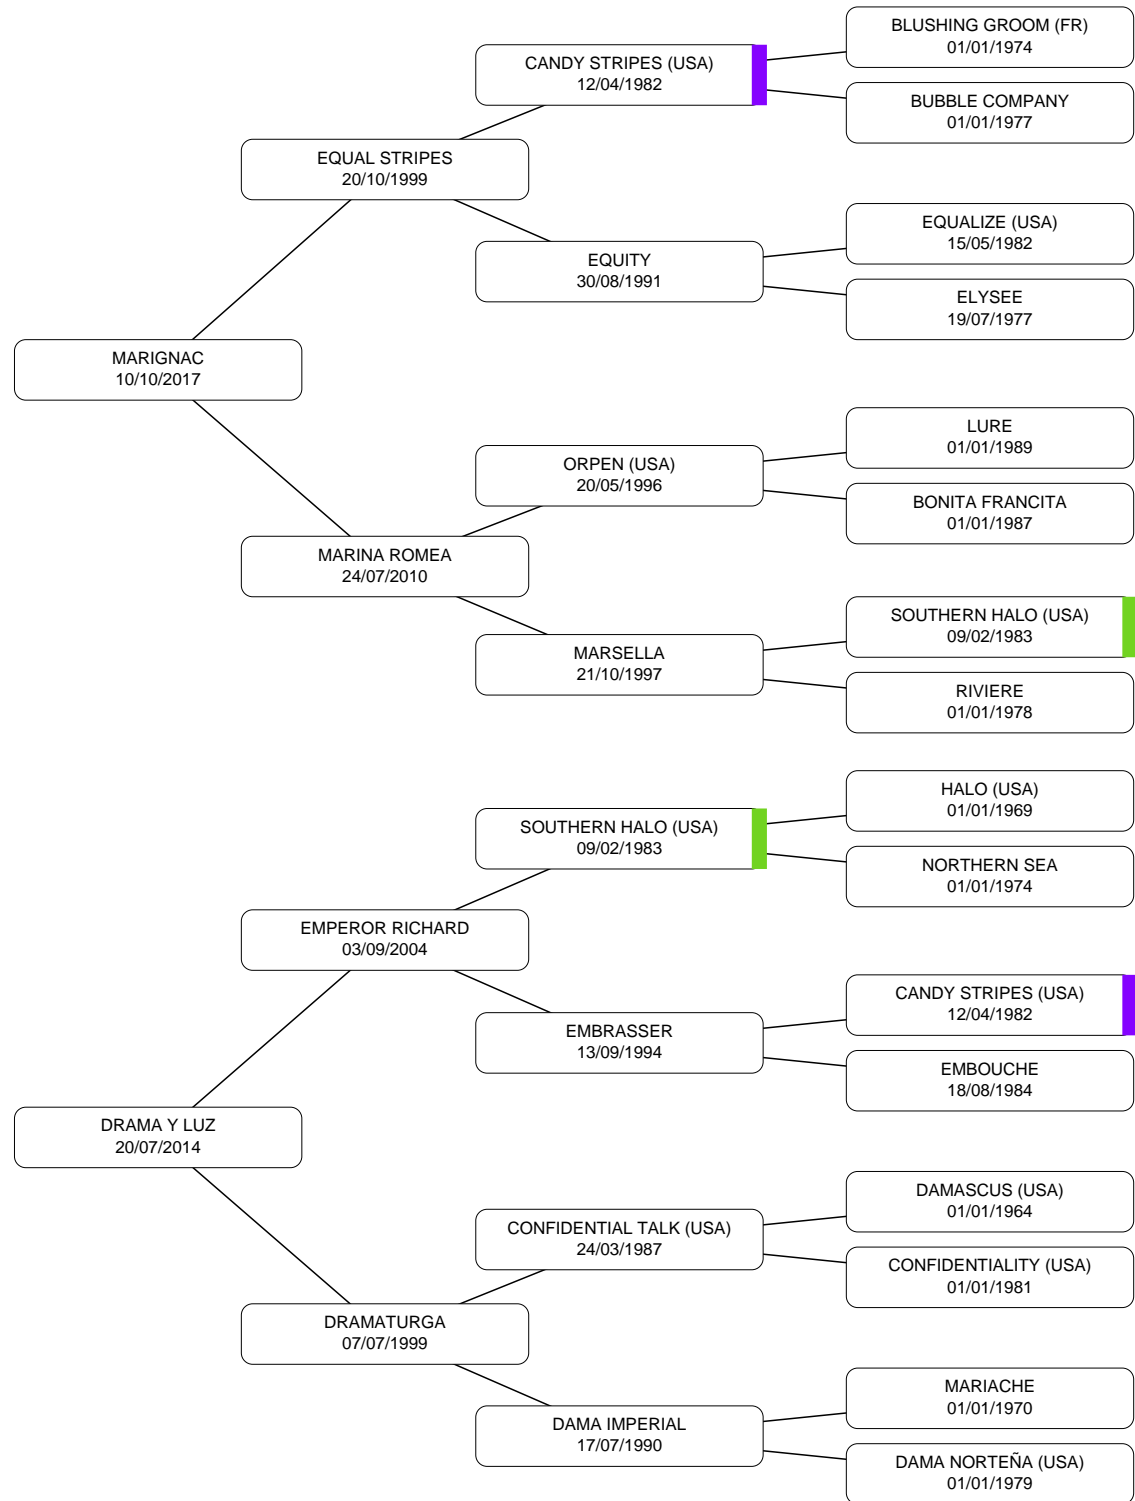 BLUSHING GROOM (FR)
01/01/1974
CANDY STRIPES (USA)
12/04/1982
BUBBLE COMPANY
01/01/1977
EQUAL STRIPES
20/10/1999
EQUALIZE (USA)
15/05/1982
EQUITY
30/08/1991
ELYSEE
19/07/1977
MARIGNAC
10/10/2017
LURE
01/01/1989
ORPEN (USA)
20/05/1996
BONITA FRANCITA
01/01/1987
MARINA ROMEA
24/07/2010
SOUTHERN HALO (USA)
09/02/1983
MARSELLA
21/10/1997
RIVIERE
01/01/1978
HALO (USA)
01/01/1969
SOUTHERN HALO (USA)
09/02/1983
NORTHERN SEA
01/01/1974
EMPEROR RICHARD
03/09/2004
CANDY STRIPES (USA)
12/04/1982
EMBRASSER
13/09/1994
EMBOUCHE
18/08/1984
DRAMA Y LUZ
20/07/2014
DAMASCUS (USA)
01/01/1964
CONFIDENTIAL TALK (USA)
24/03/1987
CONFIDENTIALITY (USA)
01/01/1981
DRAMATURGA
07/07/1999
MARIACHE
01/01/1970
DAMA IMPERIAL
17/07/1990
DAMA NORTEÑA (USA)
01/01/1979